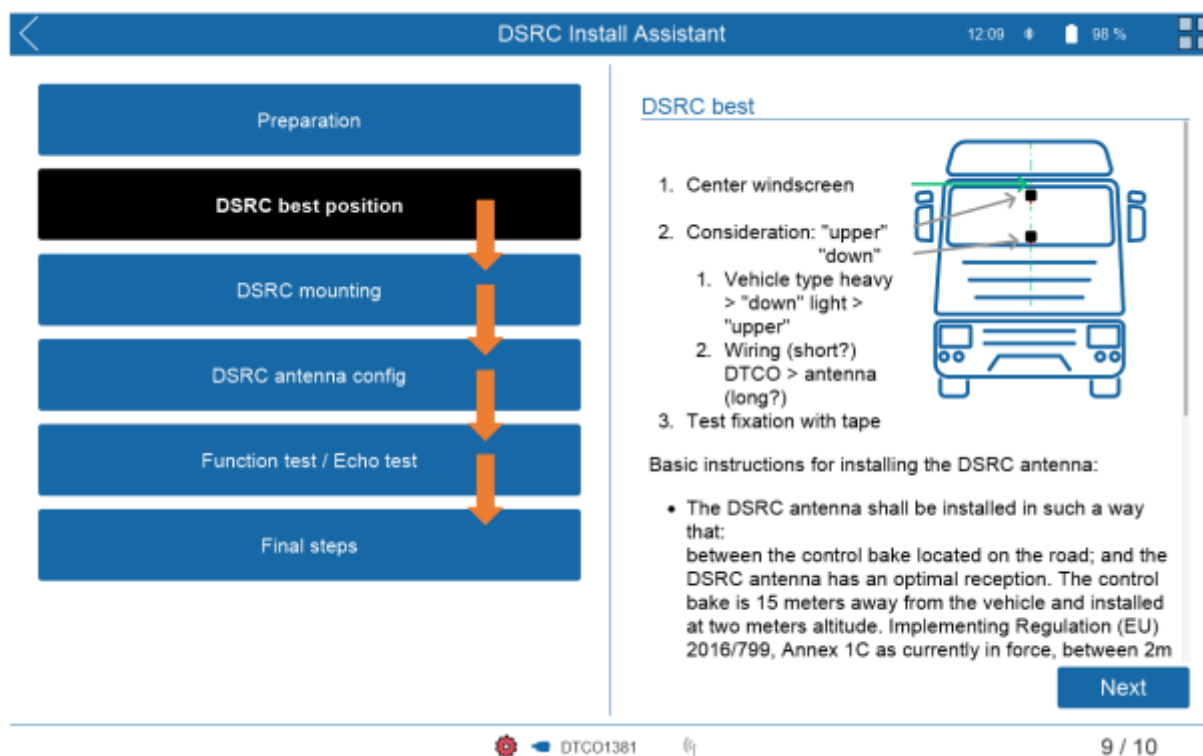 DSRC Install Assistant
12:09
98 %
Preparation
DSRC best position
DSRC mounting
DSRC antenna config
Function test / Echo test
Final steps
DSRC best
1. Center windscreen
2. Consideration: "upper"
"down"
1. Vehicle type heavy
> "down" light >
"upper"
2. Wiring (short?)
DTCO > antenna
(long?)
3. Test fixation with tape
Basic instructions for installing the DSRC antenna:
• The DSRC antenna shall be installed in such a way
that:
between the control bake located on the road; and the
DSRC antenna has an optimal reception. The control
bake is 15 meters away from the vehicle and installed
at two meters altitude. Implementing Regulation (EU)
2016/799, Annex 1C as currently in force, between 2m
Next
DTCO1381
9 / 10